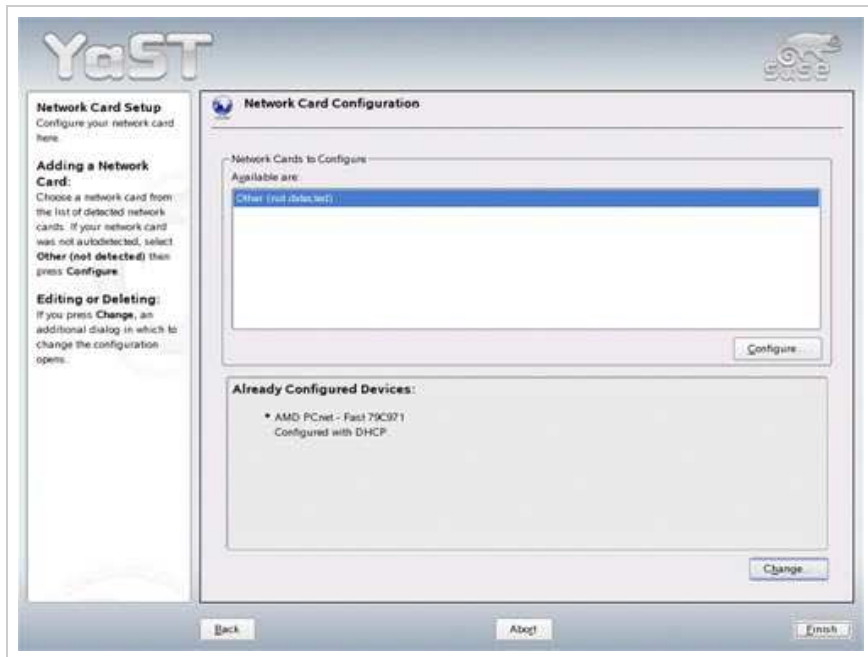 YaST
SUSE
Network Card Setup
Configure your network card
here.
Adding a Network
Card:
Choose a network card from
the list of detected network
cards. If your network card
was not autodetected, select
Other (not detected) then
press Configure.
Editing or Deleting:
If you press Change, an
additional dialog in which to
change the configuration
opens.
Network Card Configuration
Network Cards to Configure
Available are:
Other (not detected)
Configure...
Already Configured Devices:
• AMD PCnet - Fast 79C971
Configured with DHCP
Change...
Back
Abort
Finish